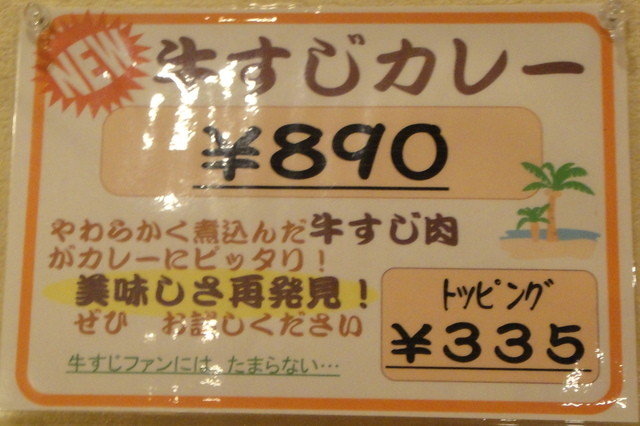 NEW
牛すじカレー
¥890
やわらかく煮込んだ牛すじ肉
がカレーにピッタリ!
美味しさ再発見!
ぜひ お試しください
牛すじファンには、たまらない…
トッピング
¥335